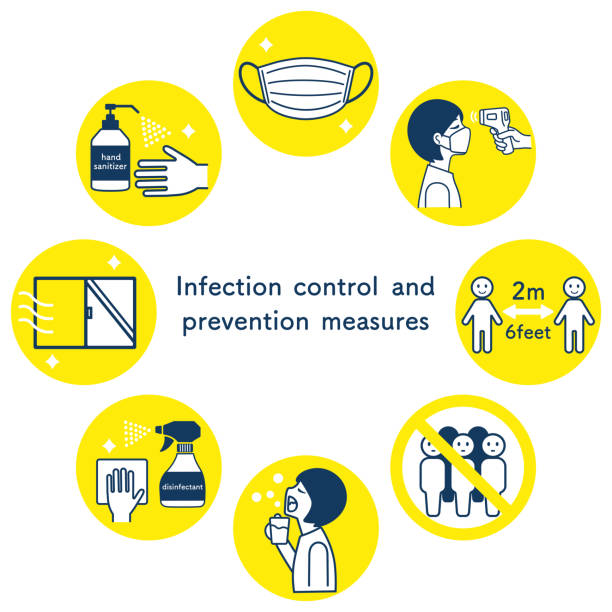 hand
sanitizer
Infection control and
prevention measures
2m
6feet
disinfectant